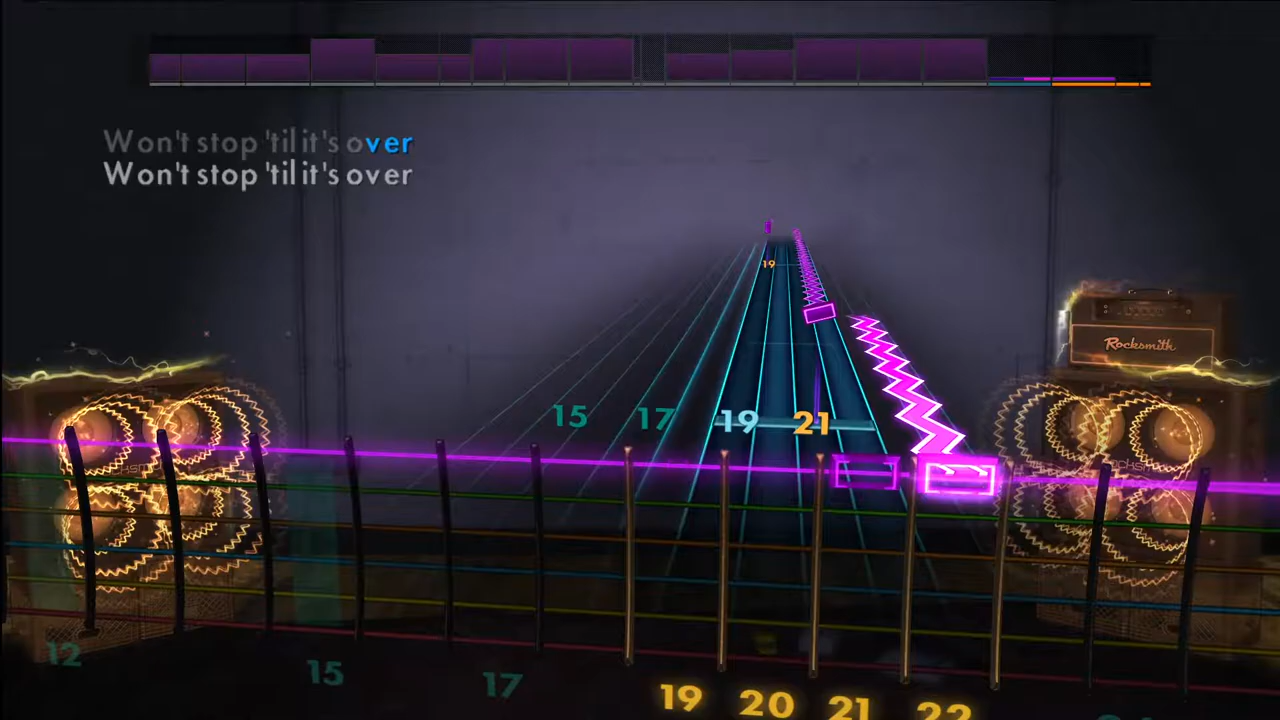 Won't stop 'til it's over
Won't stop 'til it's over
19
Rocksmith
15 17 19 21
12 15 17 19 20 21 22